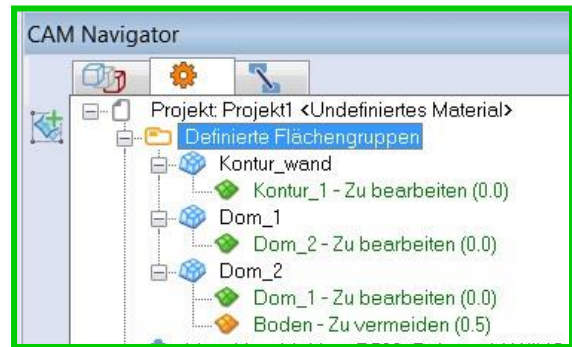 CAM Navigator
Projekt: Projekt1 <Undefiniertes Material>
Definierte Flächengruppen
Kontur_wand
Kontur_1 - Zu bearbeiten (0.0)
Dom_1
Dom_2 - Zu bearbeiten (0.0)
Dom_2
Dom_1 - Zu bearbeiten (0.0)
Boden - Zu vermeiden (0.5)